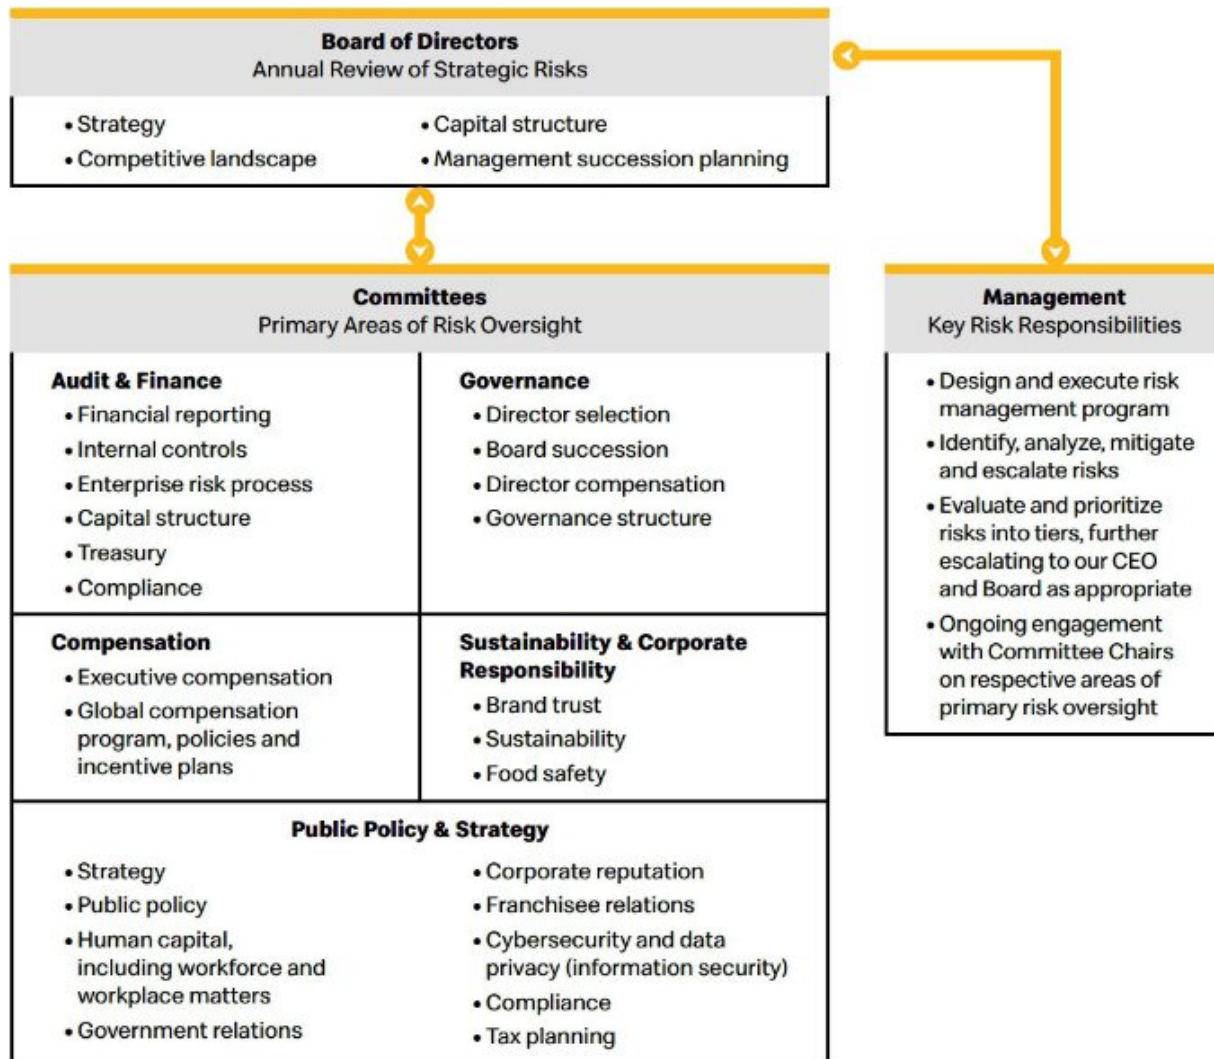 Board of Directors
Annual Review of Strategic Risks
• Strategy
• Competitive landscape
• Capital structure
• Management succession planning
Committees
Primary Areas of Risk Oversight
Audit & Finance
• Financial reporting
• Internal controls
• Enterprise risk process
• Capital structure
• Treasury
• Compliance
Governance
• Director selection
• Board succession
• Director compensation
• Governance structure
Compensation
• Executive compensation
• Global compensation
program, policies and
incentive plans
Sustainability & Corporate
Responsibility
• Brand trust
• Sustainability
• Food safety
Public Policy & Strategy
• Strategy
• Public policy
• Human capital,
including workforce and
workplace matters
• Government relations
• Corporate reputation
• Franchisee relations
• Cybersecurity and data
privacy (information security)
• Compliance
• Tax planning
Management
Key Risk Responsibilities
• Design and execute risk
management program
• Identify, analyze, mitigate
and escalate risks
• Evaluate and prioritize
risks into tiers, further
escalating to our CEO
and Board as appropriate
• Ongoing engagement
with Committee Chairs
on respective areas of
primary risk oversight